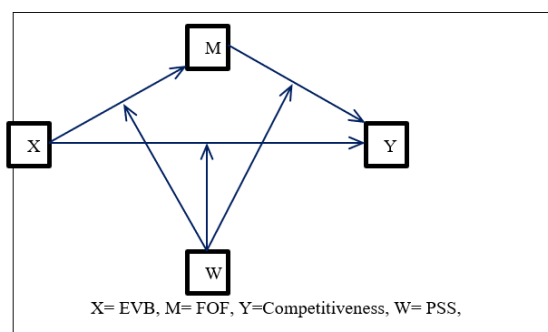 M
X
Y
W
X= EVB, M= FOF, Y=Competitiveness, W= PSS,